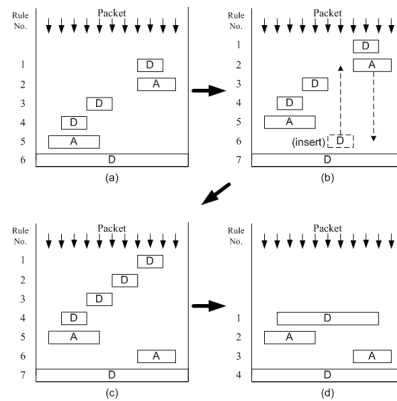 Rule Packet
No.
1 D
2 A
3 D
4 D
5 A
6 D
(a)
Rule Packet
No.
1 D
2 A
3 D
4 D
5 A
6 (insert) D
7 D
(b)
Rule Packet
No.
1 D
2 D
3 D
4 D
5 A
6 A
7 D
(c)
Rule Packet
No.
1 D
2 A
3 A
4 D
(d)